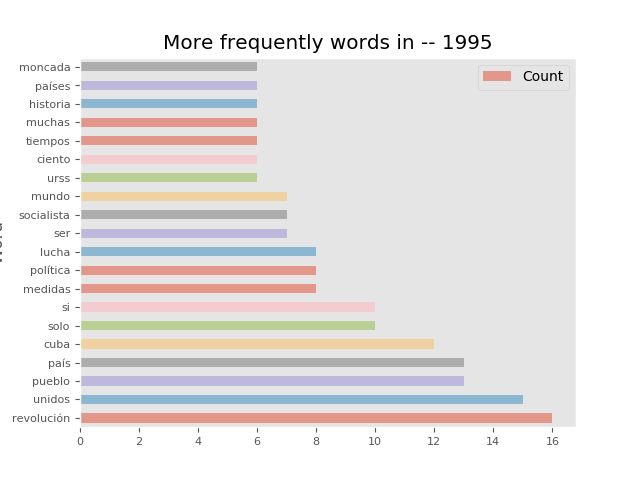 More frequently words in -- 1995
Count
moncada
países
historia
muchas
tiempos
ciento
urss
mundo
socialista
ser
lucha
política
medidas
si
solo
cuba
país
pueblo
unidos
revolución
0 2 4 6 8 10 12 14 16